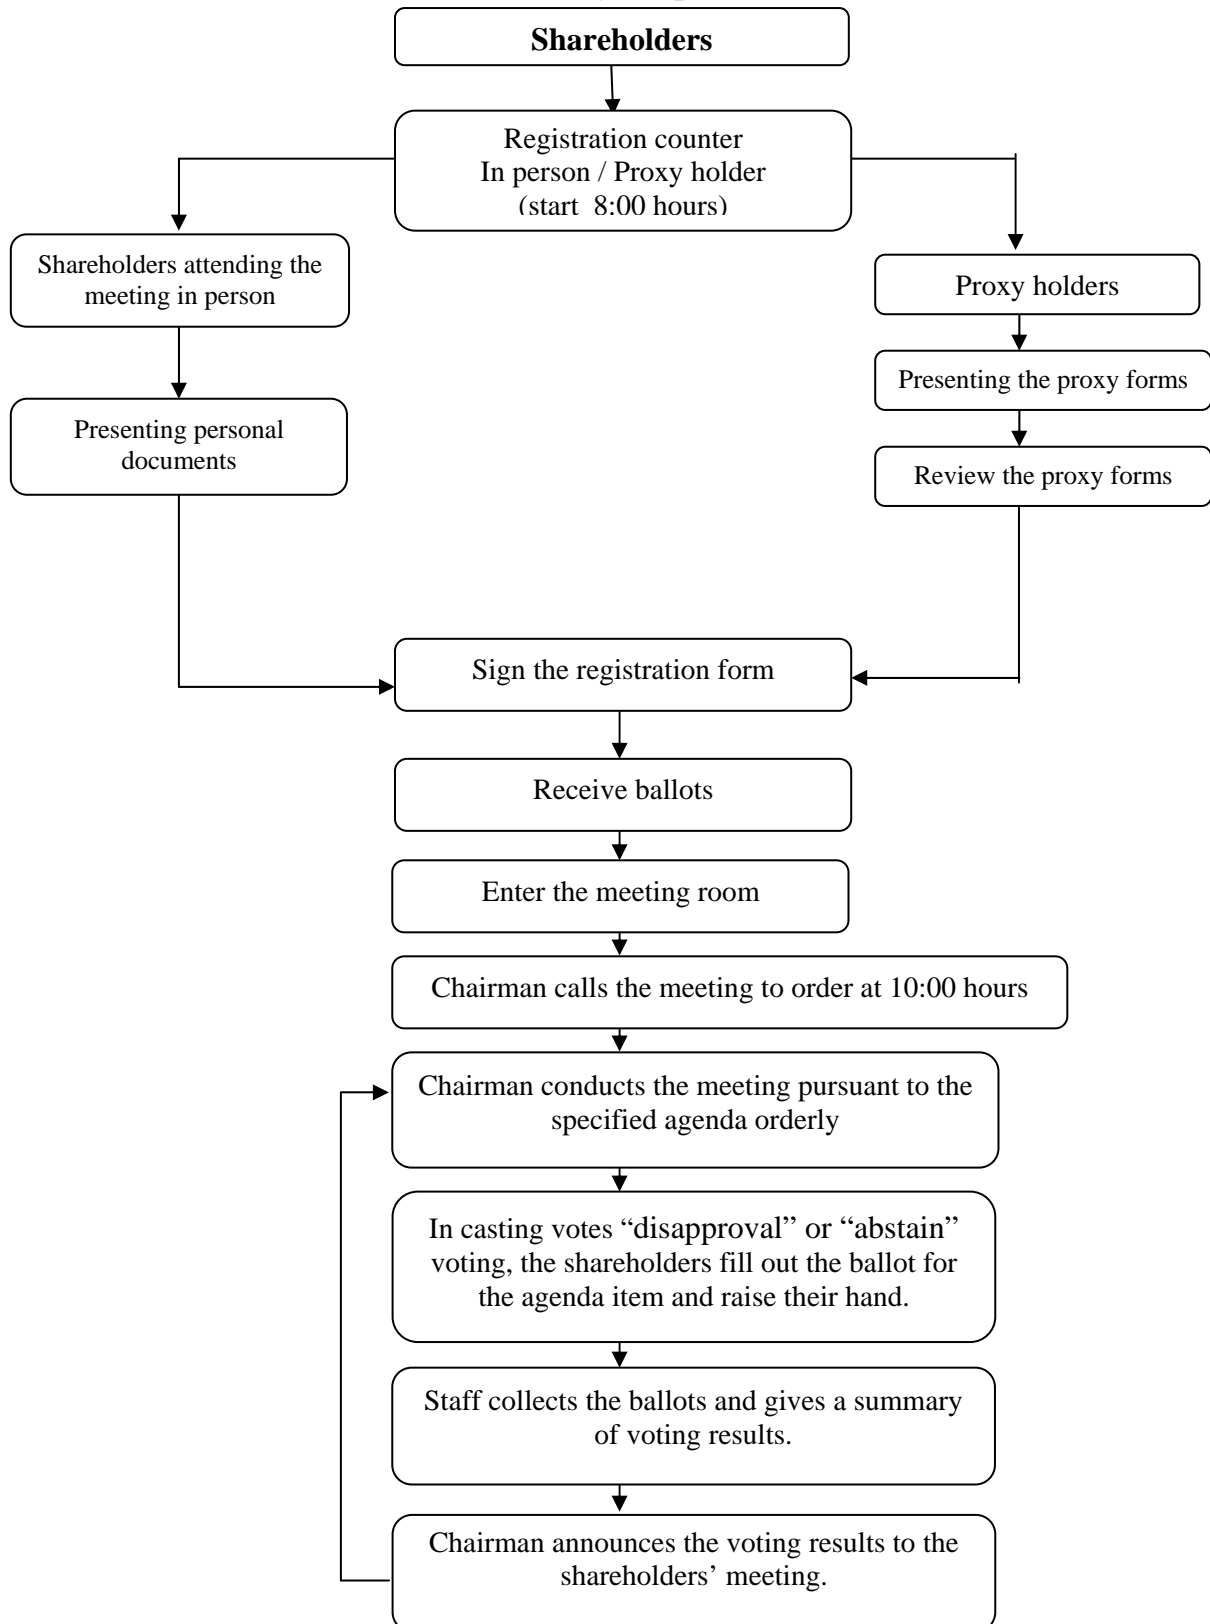 Shareholders
Registration counter
In person / Proxy holder
(start  8:00 hours)
Shareholders attending the
meeting in person
Proxy holders
Presenting the proxy forms
Presenting personal
documents
Review the proxy forms
Sign the registration form
Receive ballots
Enter the meeting room
Chairman calls the meeting to order at 10:00 hours
Chairman conducts the meeting pursuant to the
specified agenda orderly
In casting votes “disapproval” or “abstain”
voting, the shareholders fill out the ballot for
the agenda item and raise their hand.
Staff collects the ballots and gives a summary
of voting results.
Chairman announces the voting results to the
shareholders’ meeting.